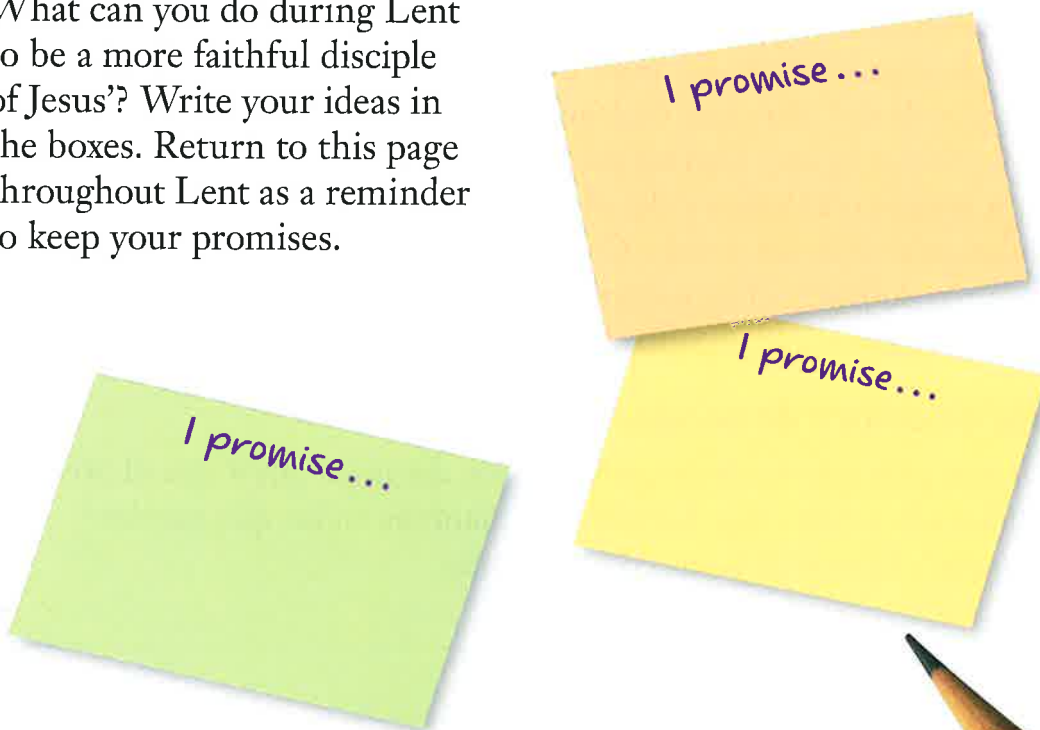 What can you do during Lent
o be a more faithful disciple
of Jesus'? Write your ideas in
he boxes. Return to this page
hroughout Lent as a reminder
o keep your promises.
I promise...
I promise...
I promise...